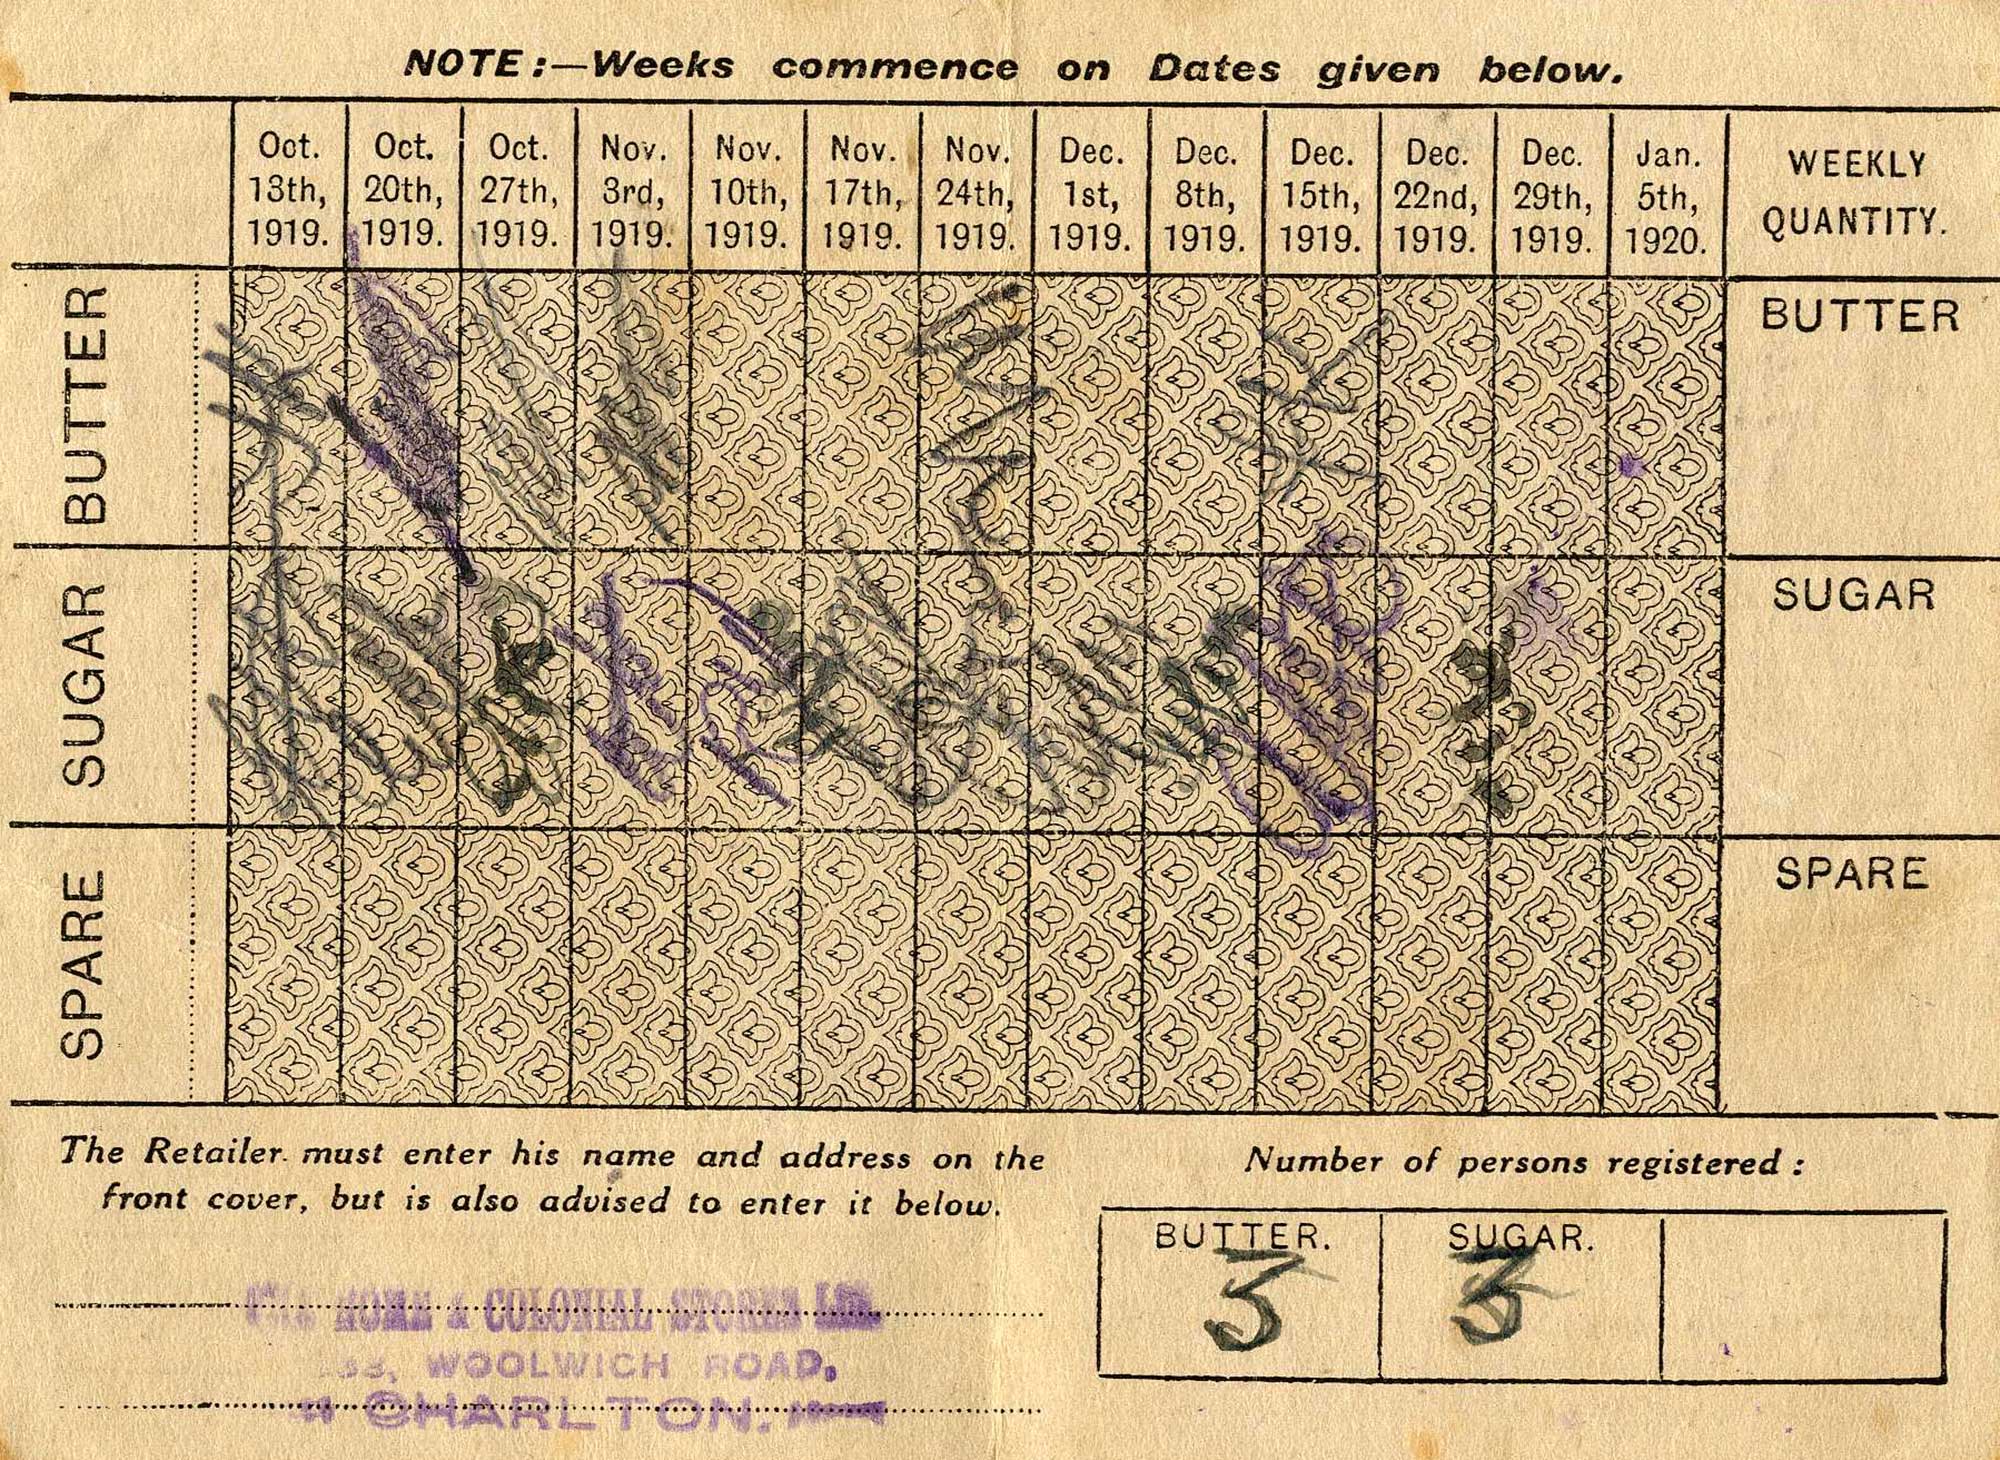 NOTE :—Weeks commence on Dates given below.
Oct. 13th, 1919.
Oct. 20th, 1919.
Oct. 27th, 1919.
Nov. 3rd, 1919.
Nov. 10th, 1919.
Nov. 17th, 1919.
Nov. 24th, 1919.
Dec. 1st, 1919.
Dec. 8th, 1919.
Dec. 15th, 1919.
Dec. 22nd, 1919.
Dec. 29th, 1919.
Jan. 5th, 1920.
WEEKLY QUANTITY.
BUTTER
BUTTER
SUGAR
SUGAR
SPARE
SPARE
The Retailer must enter his name and address on the
front cover, but is also advised to enter it below.
HOME & COLONIAL STORES Ltd.
WOOLWICH ROAD,
CHARLTON.
Number of persons registered :
BUTTER. SUGAR.
3 3